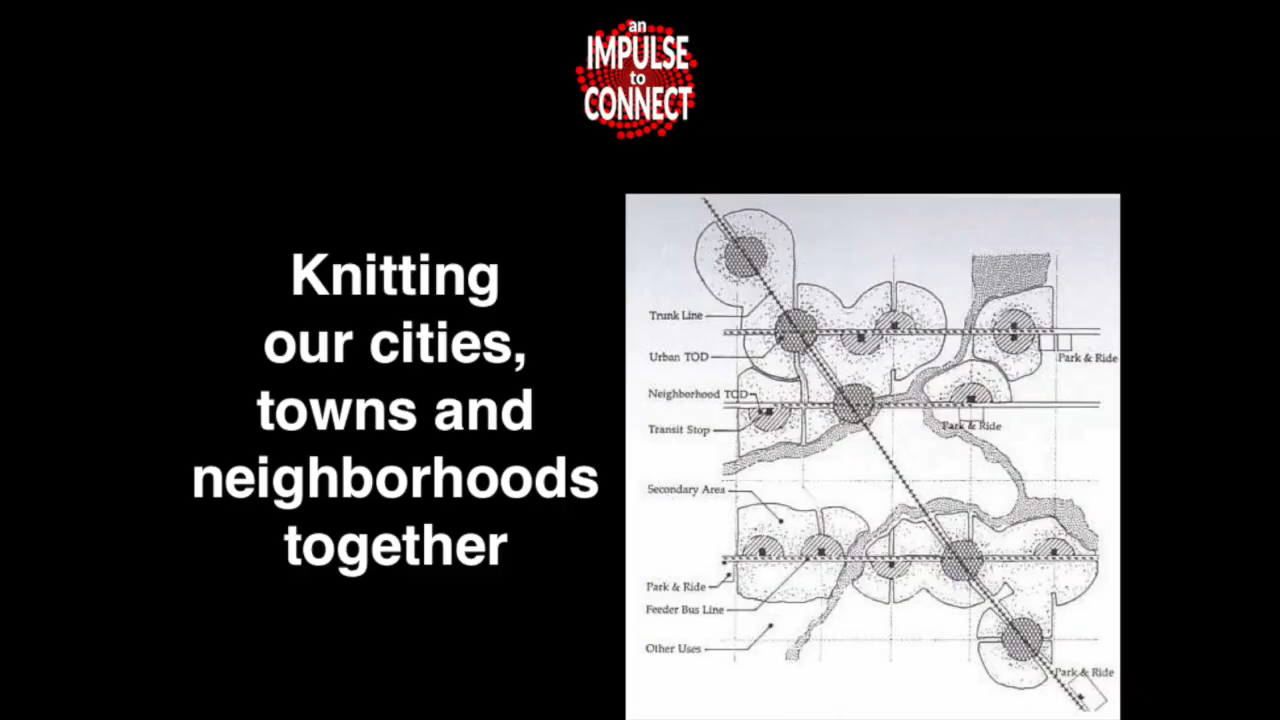 an
IMPULSE
to
CONNECT
Knitting
our cities,
towns and
neighborhoods
together
Trunk Line
Urban TOD
Park & Ride
Neighborhood TOD
Transit Stop
Park & Ride
Secondary Area
Park & Ride
Feeder Bus Line
Other Uses
Park & Ride